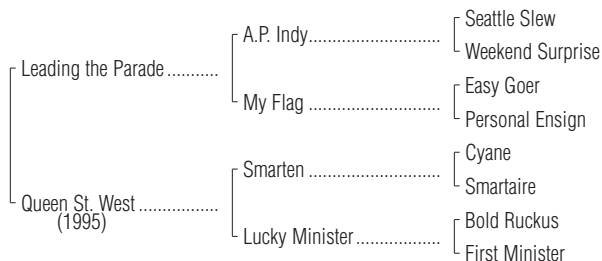 Seattle Slew
A.P. Indy..............................
Weekend Surprise
Leading the Parade...........
Easy Goer
My Flag ..............................
Personal Ensign
Cyane
Smarten ..............................
Smartaire
Queen St. West .................
(1995)
Bold Ruckus
Lucky Minister...................
First Minister